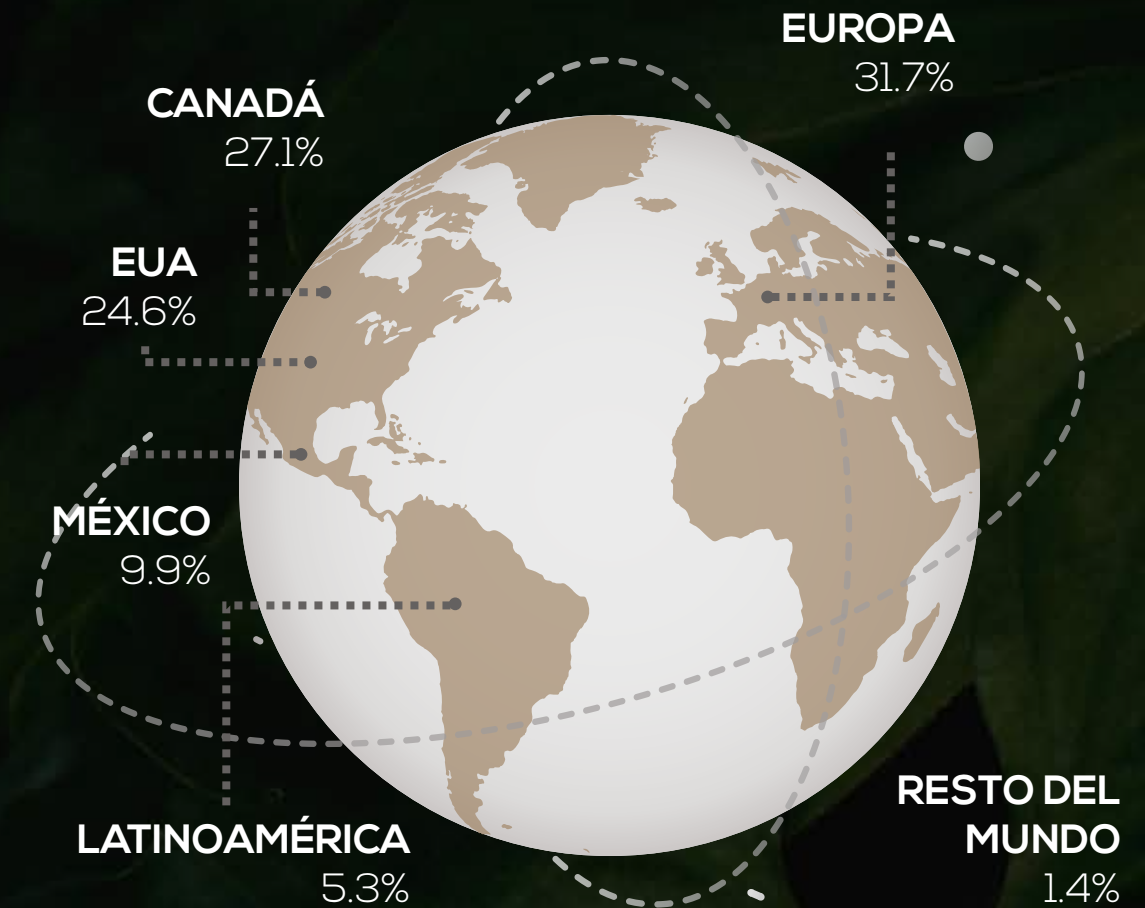 EUROPA
31.7%
CANADÁ
27.1%
EUA
24.6%
MÉXICO
9.9%
LATINOAMÉRICA
5.3%
RESTO DEL
MUNDO
1.4%